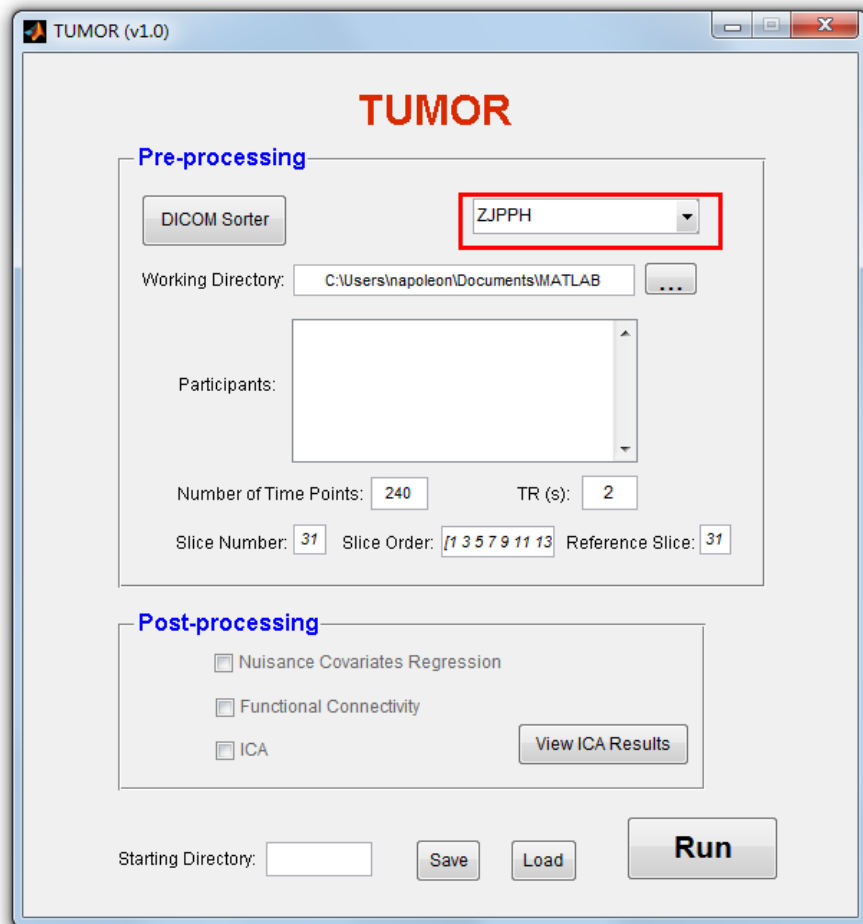 TUMOR (v1.0)
TUMOR
Pre-processing
DICOM Sorter
ZJPPH
Working Directory: C:\Users\napoleon\Documents\MATLAB ...
Participants:
Number of Time Points: 240 TR (s): 2
Slice Number: 31 Slice Order: [1 3 5 7 9 11 13 Reference Slice: 31
Post-processing
Nuisance Covariates Regression
Functional Connectivity
ICA
View ICA Results
Starting Directory: Save Load Run